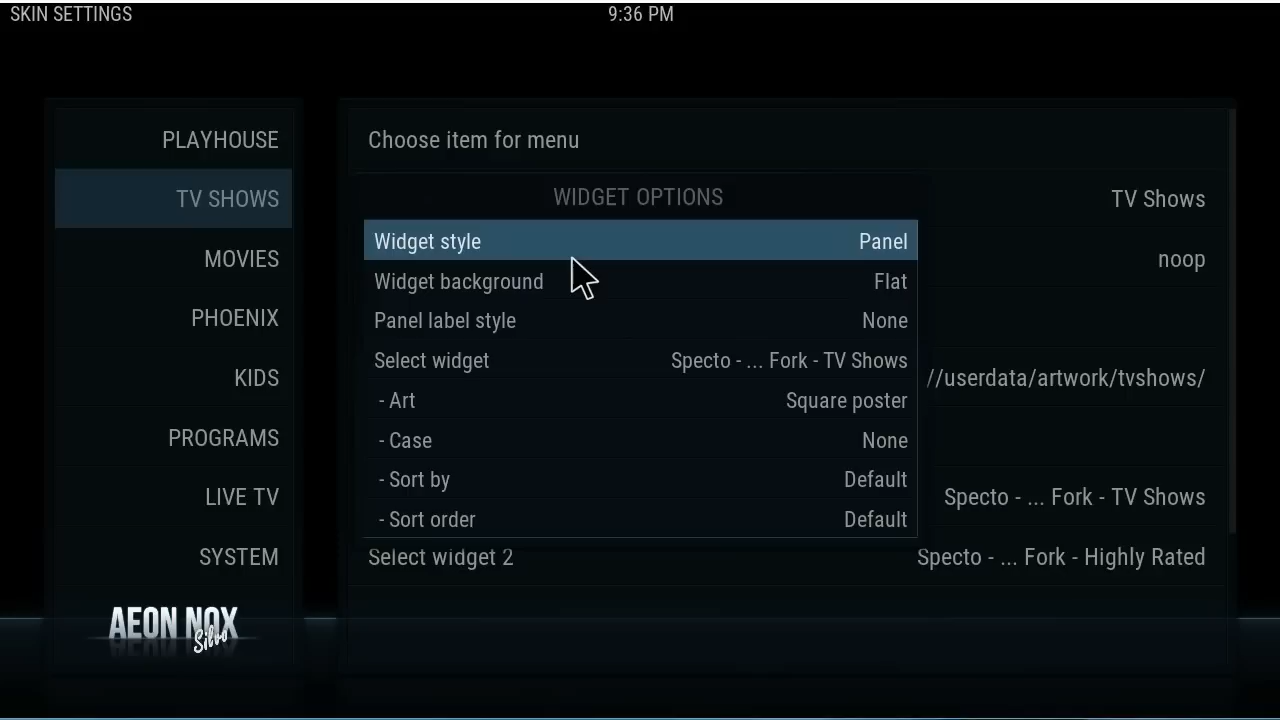 SKIN SETTINGS
9:36 PM
PLAYHOUSE
TV SHOWS
MOVIES
PHOENIX
KIDS
PROGRAMS
LIVE TV
SYSTEM
AEON NOX
Silvo
Choose item for menu
TV Shows
noop
//userdata/artwork/tvshows/
Specto - ... Fork - TV Shows
Select widget 2 Specto - ... Fork - Highly Rated
WIDGET OPTIONS
Widget style Panel
Widget background Flat
Panel label style None
Select widget Specto - ... Fork - TV Shows
- Art Square poster
- Case None
- Sort by Default
- Sort order Default